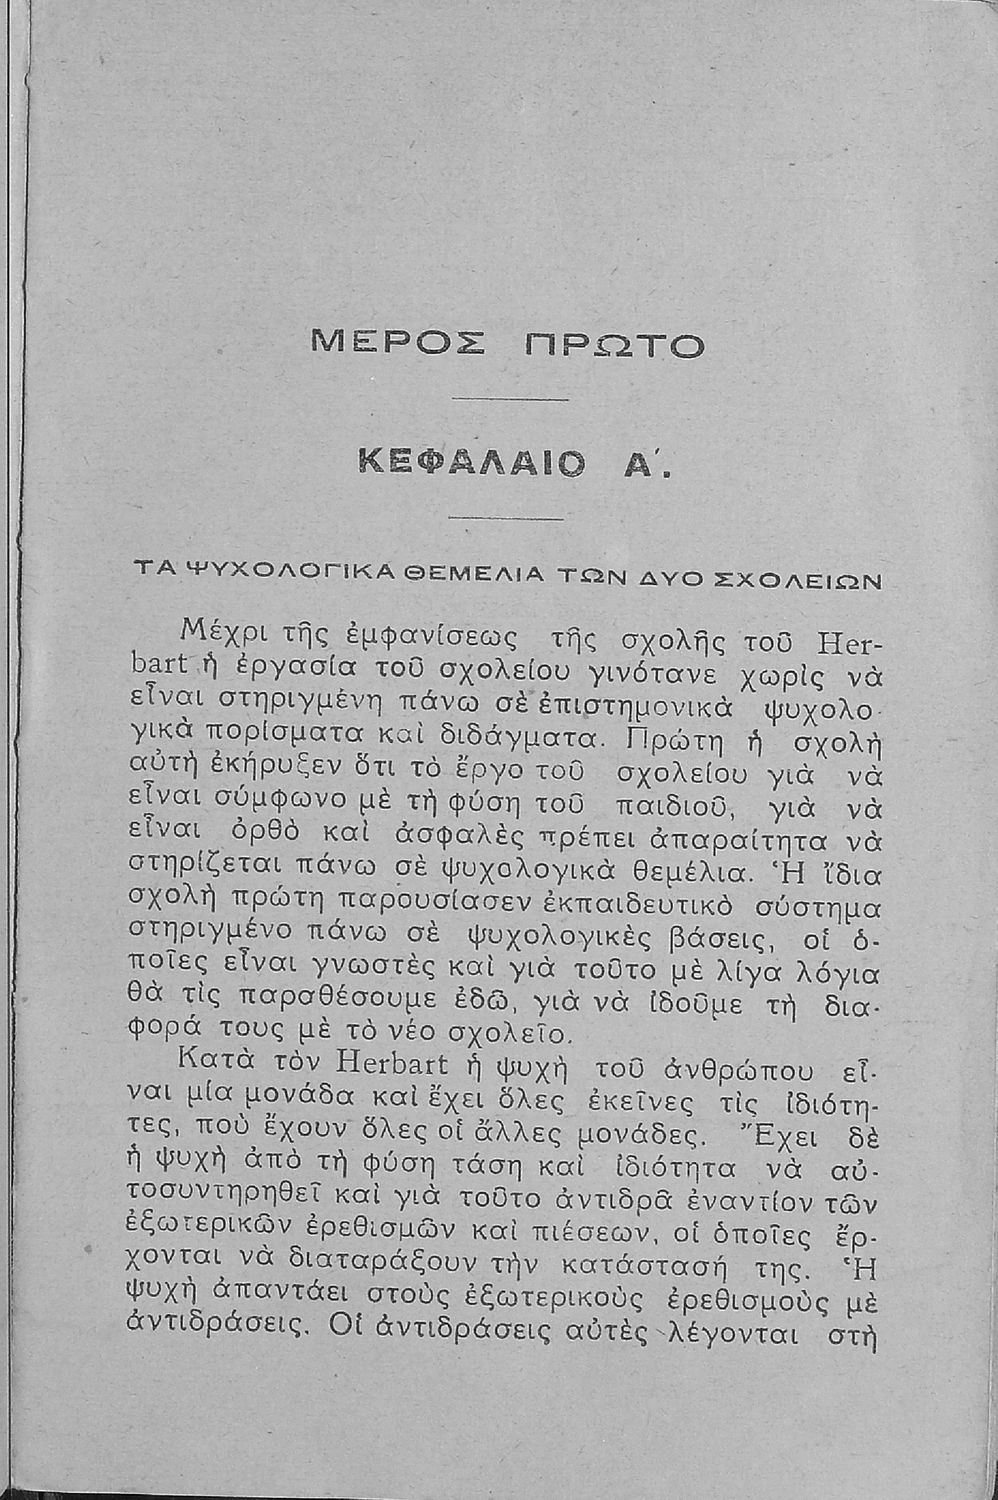 ΜΕΡΟΣ ΠΡΩΤΟ
ΚΕΦΑΛΑΙΟ Α΄.
ΤΑ ΨΥΧΟΛΟΓΙΚΑ ΘΕΜΕΛΙΑ ΤΩΝ ΔΥΟ ΣΧΟΛΕΙΩΝ
Μέχρι τῆς ἐμφανίσεως τῆς σχολῆς τοῦ Her-
bart ἡ ἐργασία τοῦ σχολείου γινότανε χωρὶς νὰ
εἶναι στηριγμένη πάνω σὲ ἐπιστημονικὰ ψυχολο-
γικὰ πορίσματα καὶ διδάγματα. Πρώτη ἡ σχολὴ
αὐτὴ ἐκήρυξεν ὅτι τὸ ἔργο τοῦ σχολείου γιὰ νὰ
εἶναι σύμφωνο μὲ τὴ φύση τοῦ παιδιοῦ, γιὰ νὰ
εἶναι ὀρθὸ καὶ ἀσφαλὲς πρέπει ἀπαραίτητα νὰ
στηρίζεται πάνω σὲ ψυχολογικὰ θεμέλια. Ἡ ἴδια
σχολὴ πρώτη παρουσίασεν ἐκπαιδευτικὸ σύστημα
στηριγμένο πάνω σὲ ψυχολογικὲς βάσεις, οἱ ὁ-
ποῖες εἶναι γνωστὲς καὶ γιὰ τοῦτο μὲ λίγα λόγια
θὰ τὶς παραθέσουμε ἐδῶ, γιὰ νὰ ἰδοῦμε τὴ δια-
φορά τους μὲ τὸ νέο σχολεῖο.
Κατὰ τὸν Herbart ἡ ψυχὴ τοῦ ἀνθρώπου εἶ-
ναι μία μονάδα καὶ ἔχει ὅλες ἐκεῖνες τὶς ἰδιότη-
τες, ποὺ ἔχουν ὅλες οἱ ἄλλες μονάδες. Ἔχει δὲ
ἡ ψυχὴ ἀπὸ τὴ φύση τάση καὶ ἰδιότητα νὰ αὐ-
τοσυντηρηθεῖ καὶ γιὰ τοῦτο ἀντιδρᾶ ἐναντίον τῶν
ἐξωτερικῶν ἐρεθισμῶν καὶ πιέσεων, οἱ ὁποῖες ἔρ-
χονται νὰ διαταράξουν τὴν κατάστασή της. Ἡ
ψυχὴ ἀπαντάει στοὺς ἐξωτερικοὺς ἐρεθισμοὺς μὲ
ἀντιδράσεις. Οἱ ἀντιδράσεις αὐτὲς λέγονται στὴ